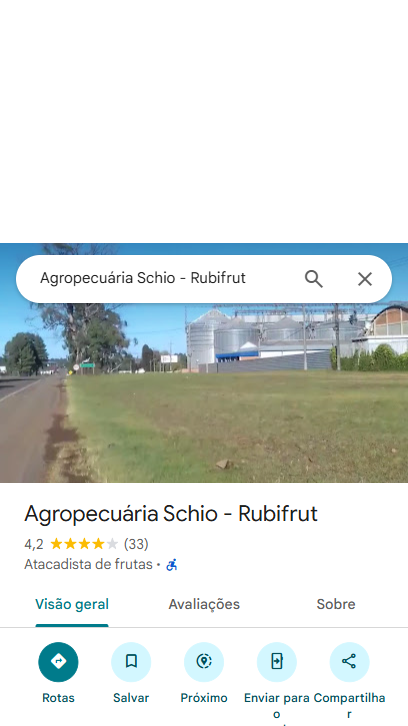 Agropecuária Schio - Rubifrut
Agropecuária Schio - Rubifrut
4,2 (33)
Atacadista de frutas ·
Visão geral Avaliações Sobre
Rotas Salvar Próximo Enviar para Compartilha
o r